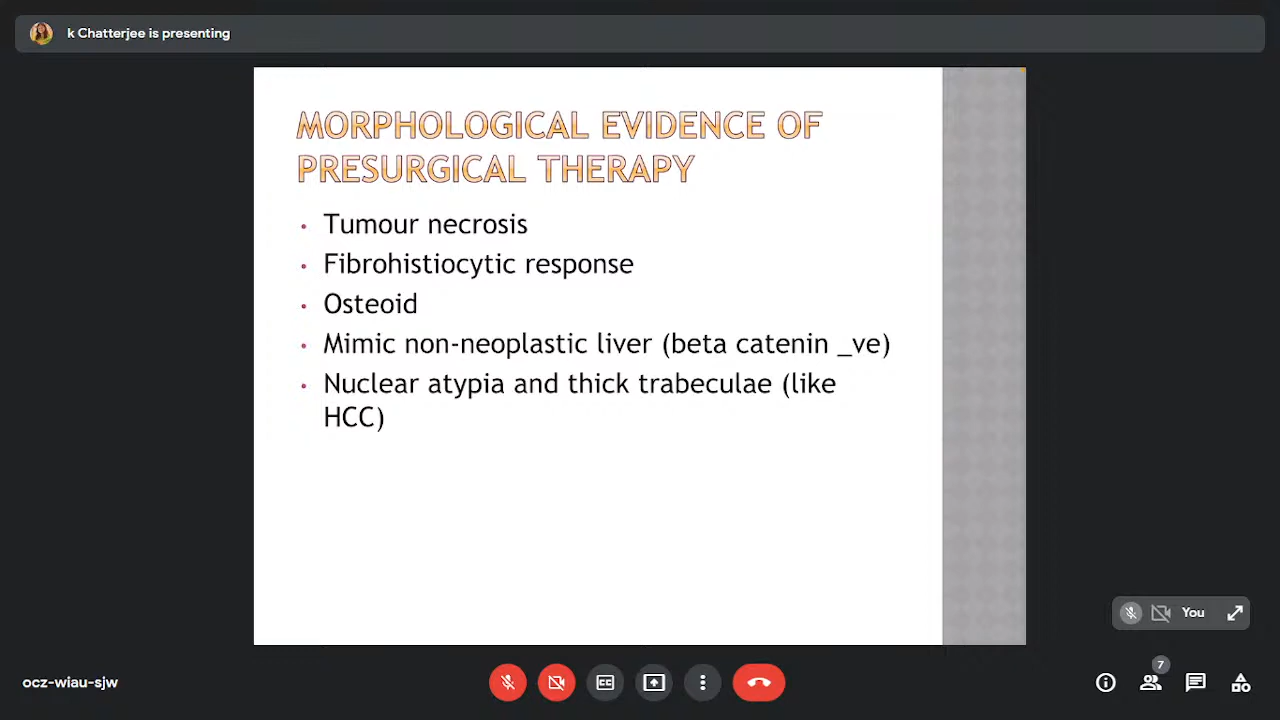 k Chatterjee is presenting
MORPHOLOGICAL EVIDENCE OF
PRESURGICAL THERAPY
• Tumour necrosis
• Fibrohistiocytic response
• Osteoid
• Mimic non-neoplastic liver (beta catenin _ve)
• Nuclear atypia and thick trabeculae (like
HCC)
You
7
ocz-wiau-sjw
CC